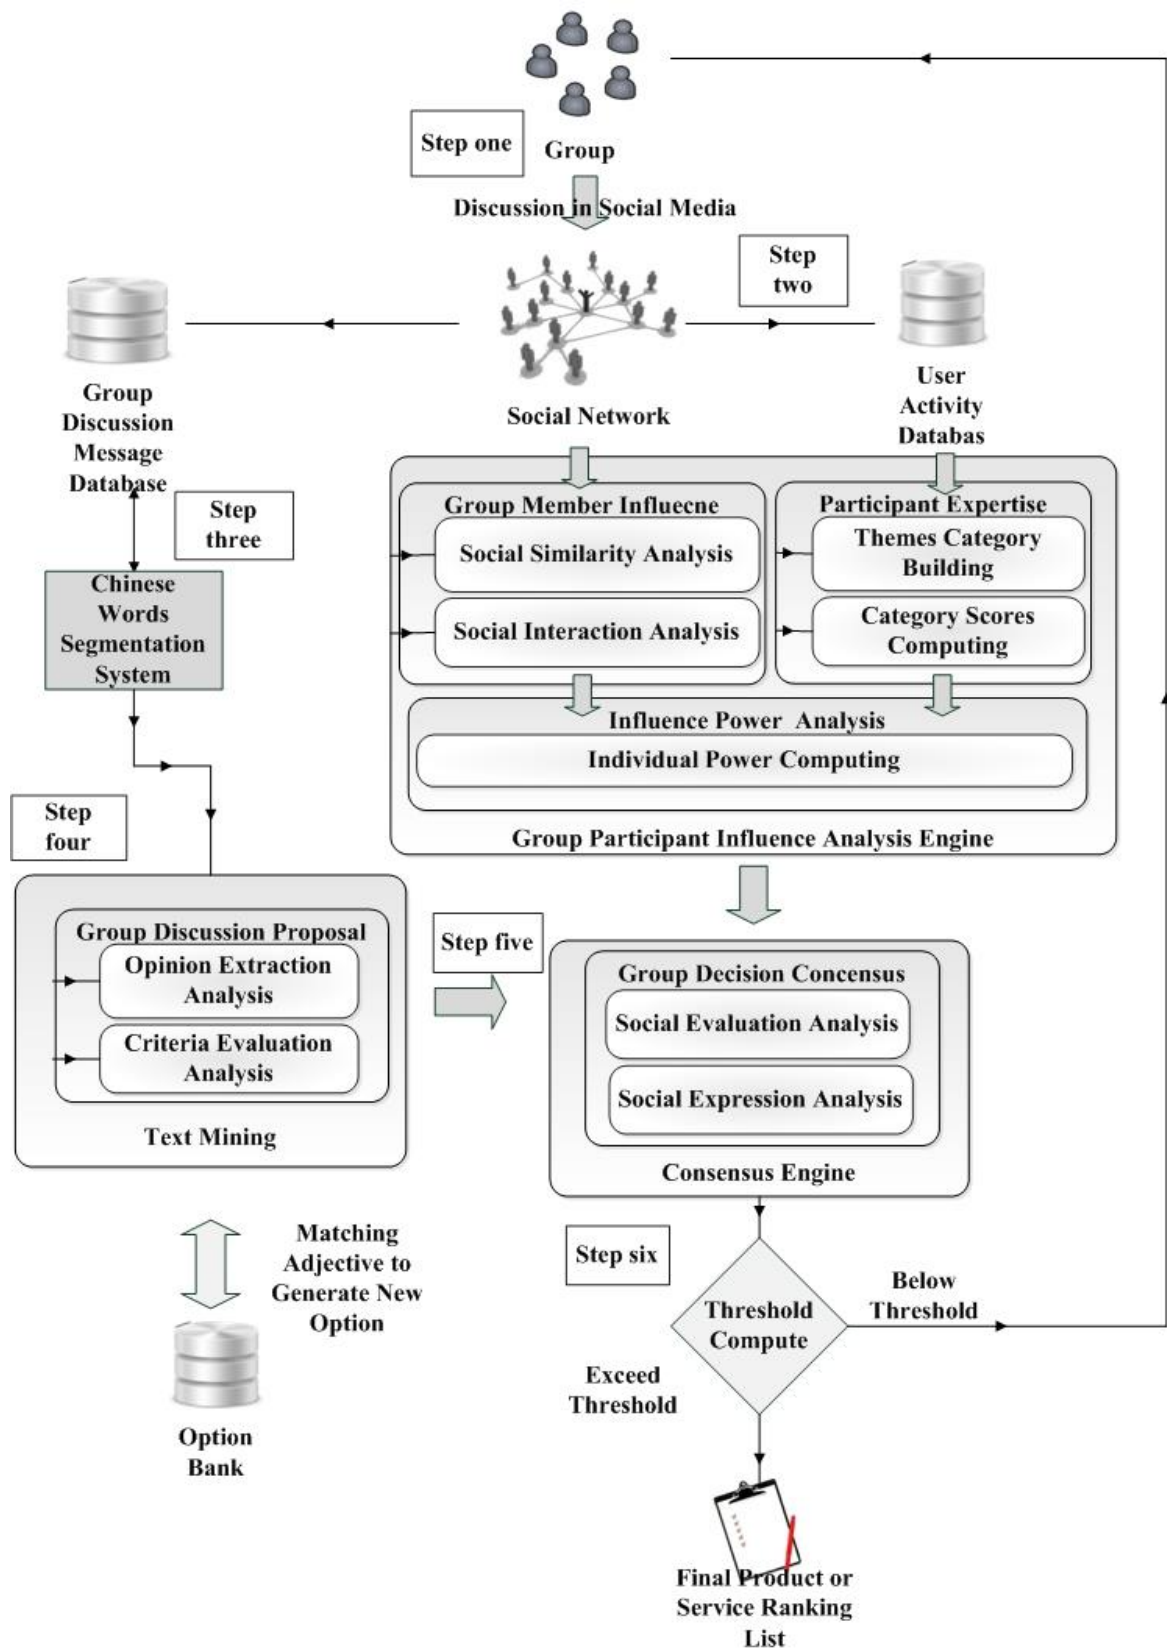 Step one
Group
Discussion in Social Media
Step
two
Group
Discussion
Message
Database
Social Network
User
Activity
Databas
Step
three
Group Member Influecne
Social Similarity Analysis
Social Interaction Analysis
Participant Expertise
Themes Category
Building
Category Scores
Computing
Chinese
Words
Segmentation
System
Influence Power Analysis
Individual Power Computing
Group Participant Influence Analysis Engine
Step
four
Group Discussion Proposal
Opinion Extraction
Analysis
Criteria Evaluation
Analysis
Text Mining
Step five
Group Decision Concensus
Social Evaluation Analysis
Social Expression Analysis
Consensus Engine
Matching
Adjective to
Generate New
Option
Option
Bank
Step six
Threshold
Compute
Below
Threshold
Exceed
Threshold
Final Product or
Service Ranking
List